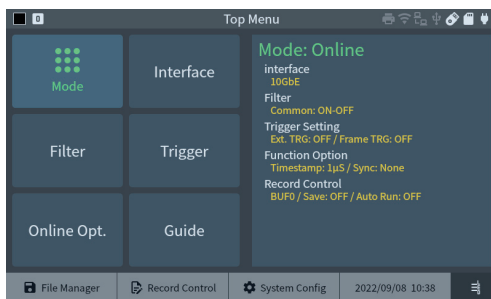 0
Top Menu
Mode
Interface
Filter
Trigger
Online Opt.
Guide
Mode: Online
interface
10GbE
Filter
Common: ON-OFF
Trigger Setting
Ext. TRG: OFF / Frame TRG: OFF
Function Option
Timestamp: 1μS / Sync: None
Record Control
BUF0 / Save: OFF / Auto Run: OFF
File Manager
Record Control
System Config
2022/09/08 10:38